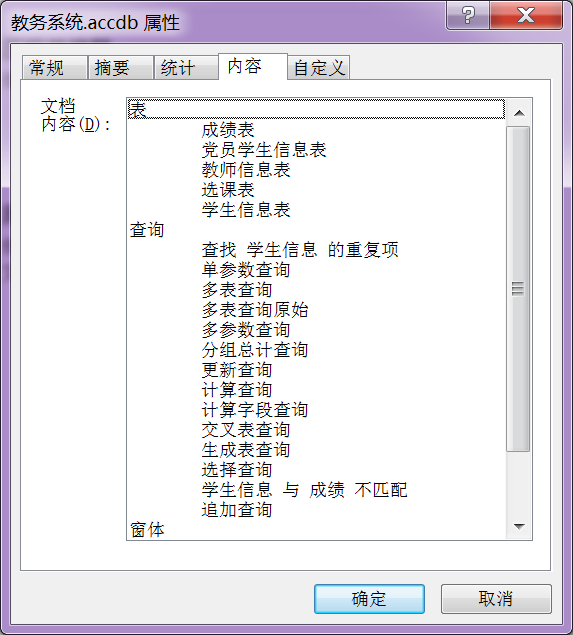 教务系统.accdb 属性
常规 摘要 统计 内容 自定义
文档
内容(D):
表
成绩表
党员学生信息表
教师信息表
选课表
学生信息表
查询
查找 学生信息 的重复项
单参数查询
多表查询
多表查询原始
多参数查询
分组总计查询
更新查询
计算查询
计算字段查询
交叉表查询
生成表查询
选择查询
学生信息 与 成绩 不匹配
追加查询
窗体
确定 取消